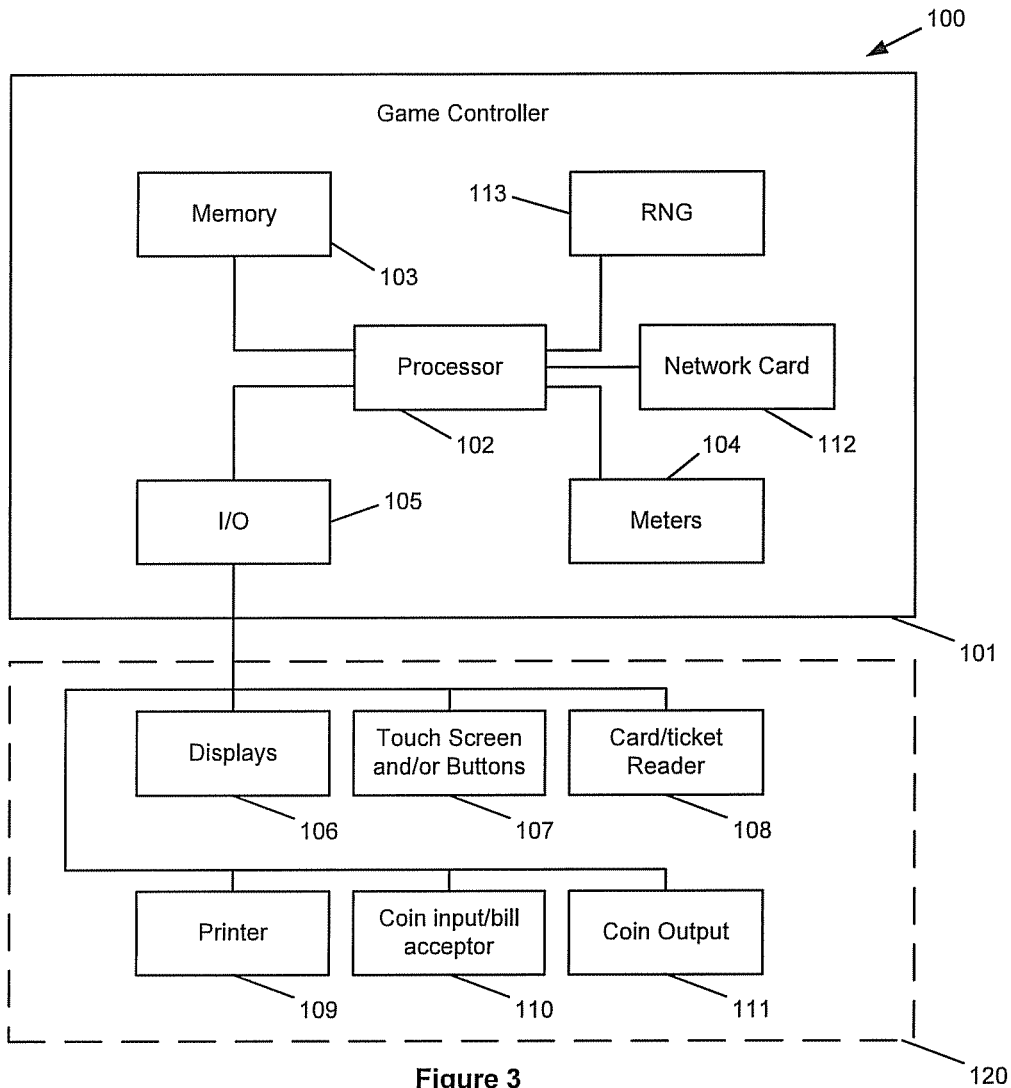 100
Game Controller
Memory
113
RNG
103
Processor
Network Card
102
104
112
I/O
105
Meters
101
Displays
Touch Screen
and/or Buttons
Card/ticket
Reader
106
107
108
Printer
Coin input/bill
acceptor
Coin Output
109
110
111
120
Figure 3